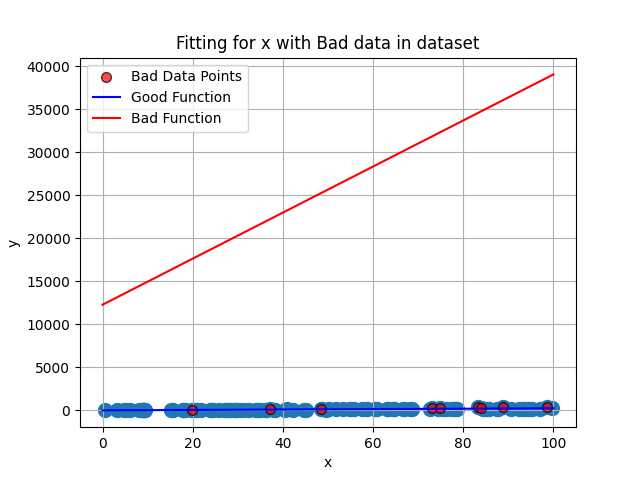 Fitting for x with Bad data in dataset
Bad Data Points
Good Function
Bad Function
40000
35000
30000
25000
20000
15000
10000
5000
0
y
0 20 40 60 80 100
x